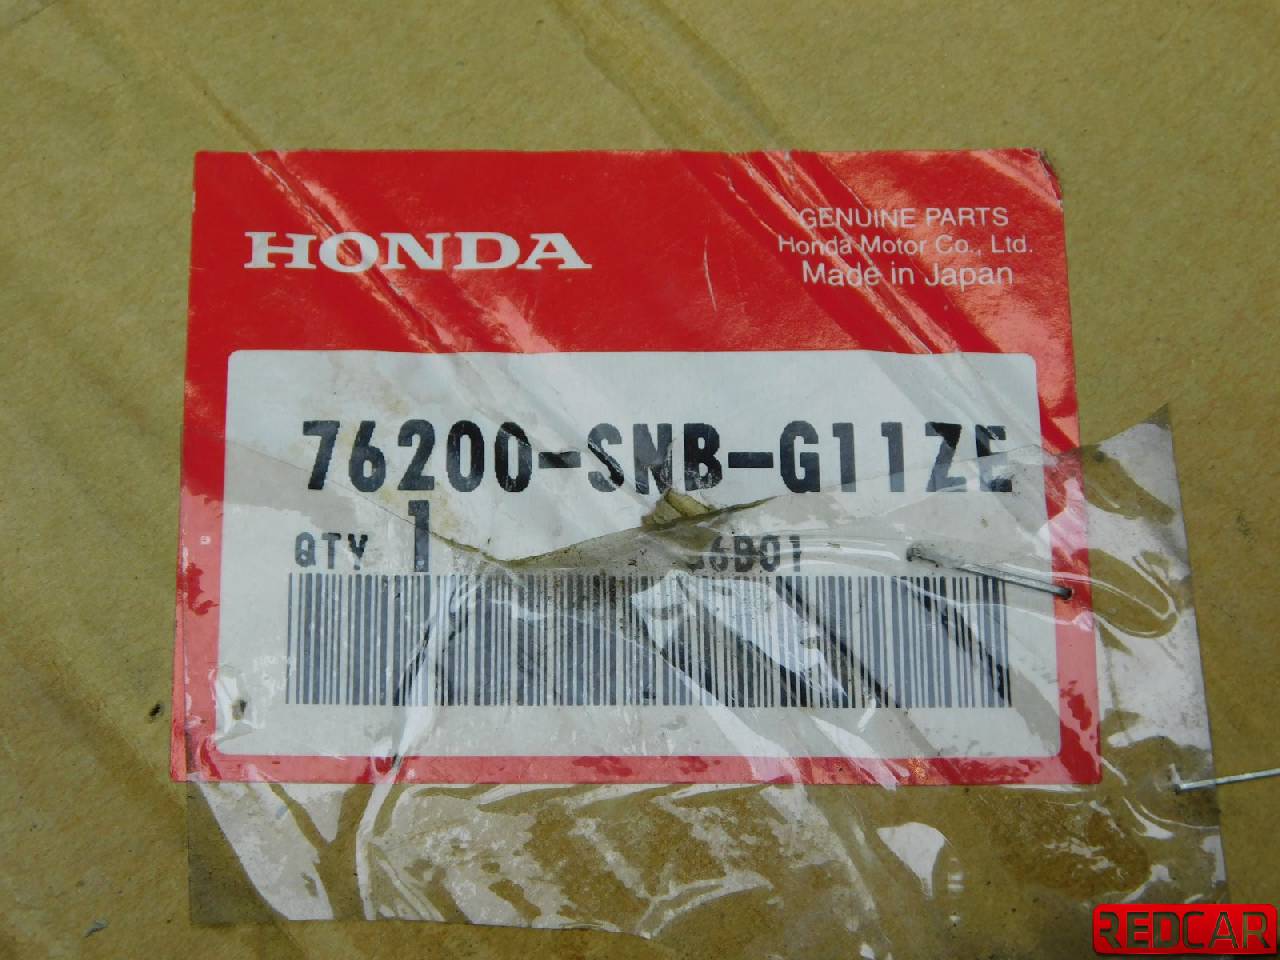 HONDA
GENUINE PARTS
Honda Motor Co., Ltd.
Made in Japan
76200-SNB-G11ZE
QTY 1
REDCAR